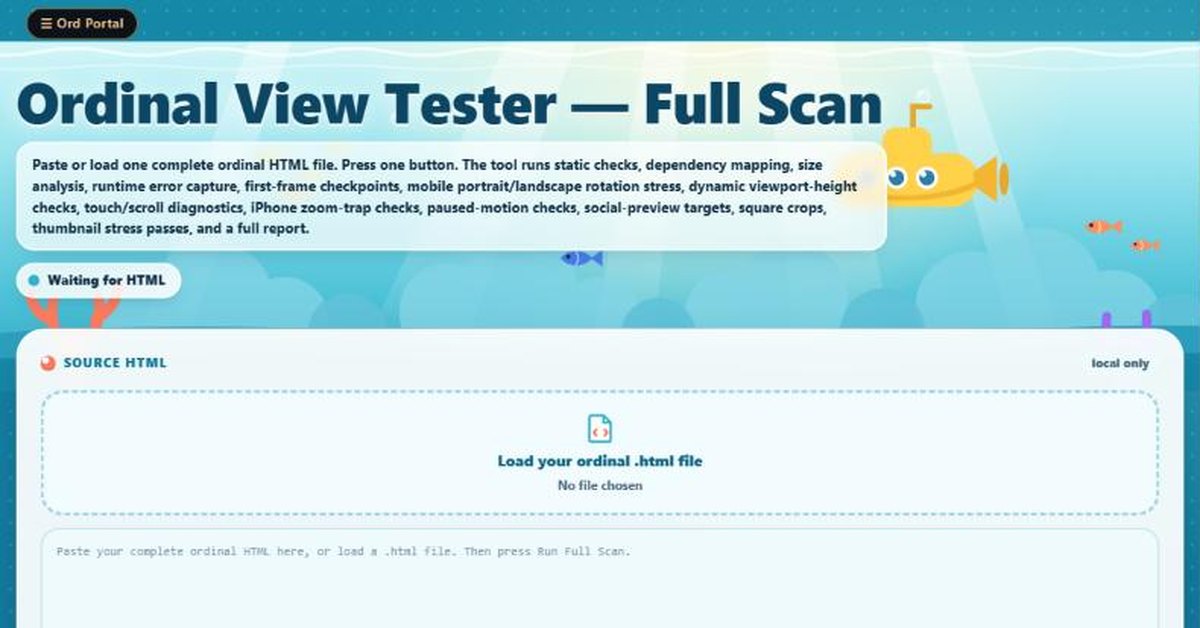 ☰ Ord Portal
Ordinal View Tester — Full Scan
Paste or load one complete ordinal HTML file. Press one button. The tool runs static checks, dependency mapping, size
analysis, runtime error capture, first-frame checkpoints, mobile portrait/landscape rotation stress, dynamic viewport-height
checks, touch/scroll diagnostics, iPhone zoom-trap checks, paused-motion checks, social-preview targets, square crops,
thumbnail stress passes, and a full report.
Waiting for HTML
SOURCE HTML
local only
Load your ordinal .html file
No file chosen
Paste your complete ordinal HTML here, or load a .html file. Then press Run Full Scan.